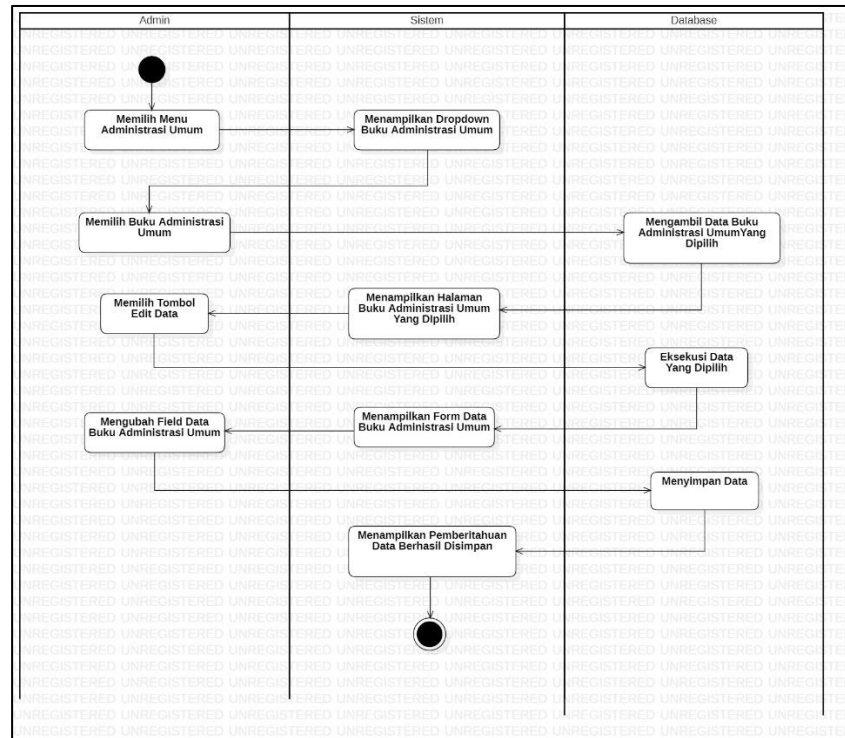 Admin
Sistem
Database
Memilih Menu
Administrasi Umum
Menampilkan Dropdown
Buku Administrasi Umum
Memilih Buku Administrasi
Umum
Mengambil Data Buku
Administrasi UmumYang
Dipilih
Menampilkan Halaman
Buku Administrasi Umum
Yang DIpilih
Memilih Tombol
Edit Data
Eksekusi Data
Yang Dipilih
Menampilkan Form Data
Buku Administrasi Umum
Mengubah Field Data
Buku Administrasi Umum
Menyimpan Data
Menampilkan Pemberitahuan
Data Berhasil Disimpan